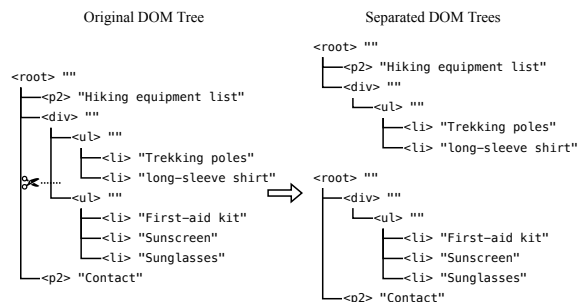 Original DOM Tree
<root> ""
<p2> "Hiking equipment list"
<div> ""
<ul> ""
<li> "Trekking poles"
<li> "long-sleeve shirt"
<ul> ""
<li> "First-aid kit"
<li> "Sunscreen"
<li> "Sunglasses"
<p2> "Contact"
Separated DOM Trees
<root> ""
<p2> "Hiking equipment list"
<div> ""
<ul> ""
<li> "Trekking poles"
<li> "long-sleeve shirt"
<root> ""
<div> ""
<ul> ""
<li> "First-aid kit"
<li> "Sunscreen"
<li> "Sunglasses"
<p2> "Contact"